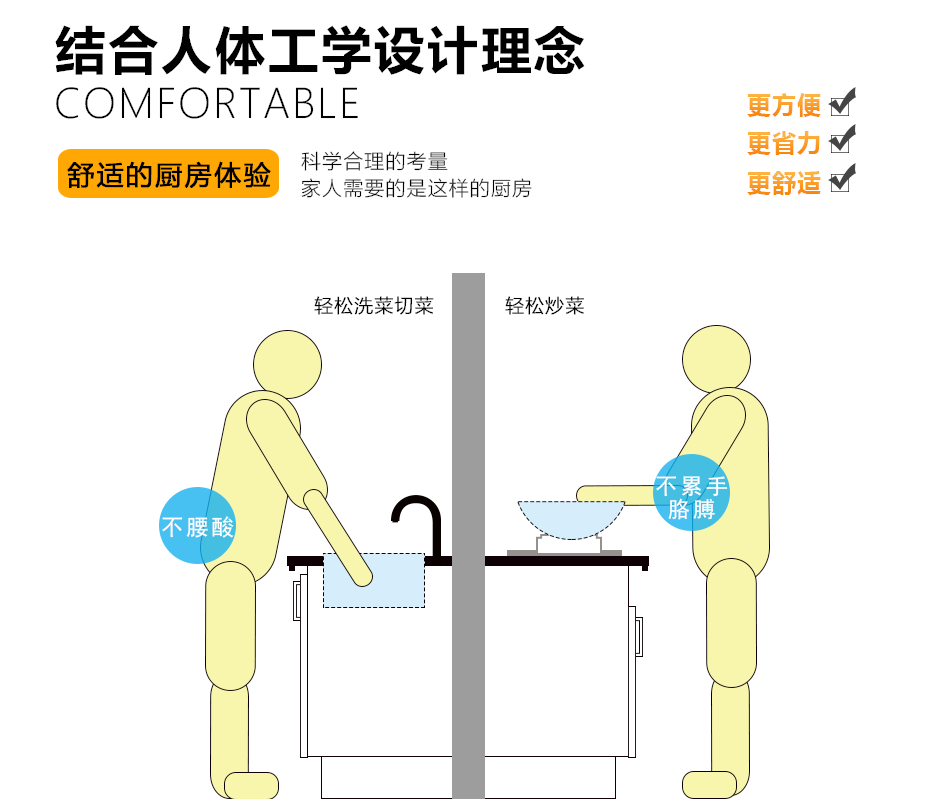 结合人体工学设计理念
COMFORTABLE
舒适的厨房体验
科学合理的考量
家人需要的是这样的厨房
更方便
更省力
更舒适
轻松洗菜切菜
轻松炒菜
不腰酸
不累手
胳膊